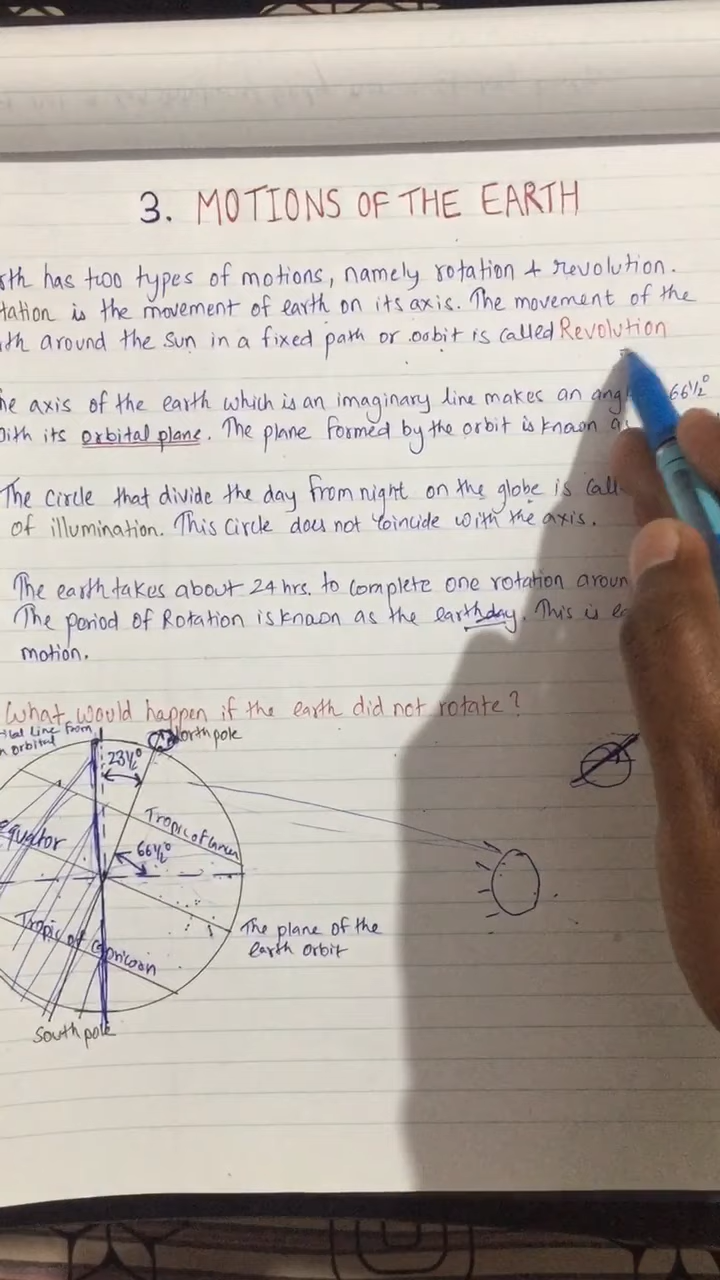 3. MOTIONS OF THE EARTH
rth has two types of motions, namely rotation + revolution.
tation is the movement of earth on its axis. The movement of the
th around the sun in a fixed path or orbit is called Revolution
he axis of the earth which is an imaginary line makes an 66½°
with its orbital plane. The plane formed by the orbit is known
The circle that divide the day from night on the globe is
of illumination. This circle does not coincide with the axis.
The earth takes about 24 hrs. to complete one rotation
The period of Rotation is known as the earthday. This is
motion.
What would happen if the earth did not rotate?
line from
orbital
North pole
23½°
Tropic of cancer
equator
66½°
Tropic of capricorn
The plane of the
earth orbit
South pole